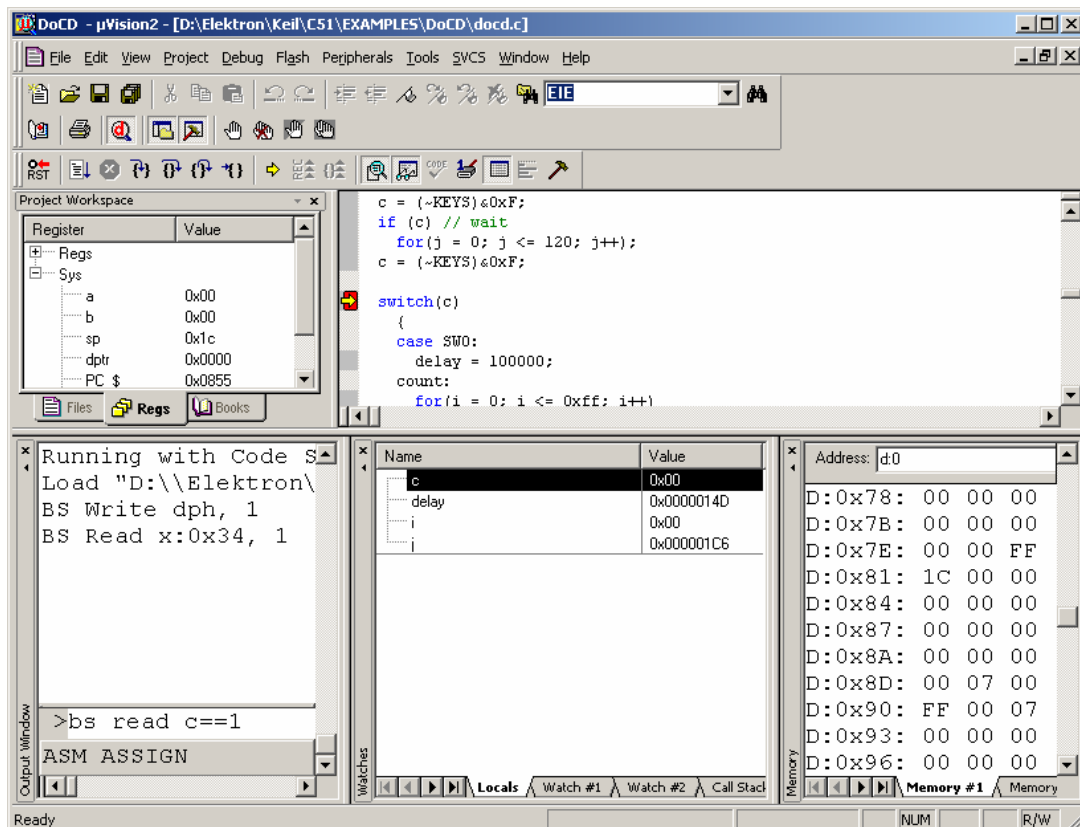 DoCD - µVision2 - [D:\Elektron\Keil\C51\EXAMPLES\DoCD\docd.c]
File Edit View Project Debug Flash Peripherals Tools SVCS Window Help
EIE
RST CODE
Project Workspace
Register Value
Regs
Sys
a 0x00
b 0x00
sp 0x1c
dptr 0x0000
PC $ 0x0855
Files Regs Books
c = (~KEYS)&0xF;
if (c) // wait
for(j = 0; j <= 120; j++);
c = (~KEYS)&0xF;
switch(c)
{
case SW0:
delay = 100000;
count:
for(i = 0; i <= 0xff; i++)
Running with Code S
Load "D:\\Elektron\
BS Write dph, 1
BS Read x:0x34, 1
>bs read c==1
ASM ASSIGN
Output Window
Name Value
c 0x00
delay 0x0000014D
i 0x00
j 0x000001C6
Watches
Locals Watch #1 Watch #2 Call Stack
Address: d:0
D:0x78: 00 00 00
D:0x7B: 00 00 00
D:0x7E: 00 00 FF
D:0x81: 1C 00 00
D:0x84: 00 00 00
D:0x87: 00 00 00
D:0x8A: 00 00 00
D:0x8D: 00 07 00
D:0x90: FF 00 07
D:0x93: 00 00 00
D:0x96: 00 00 00
Memory
Memory #1 Memory
Ready NUM R/W